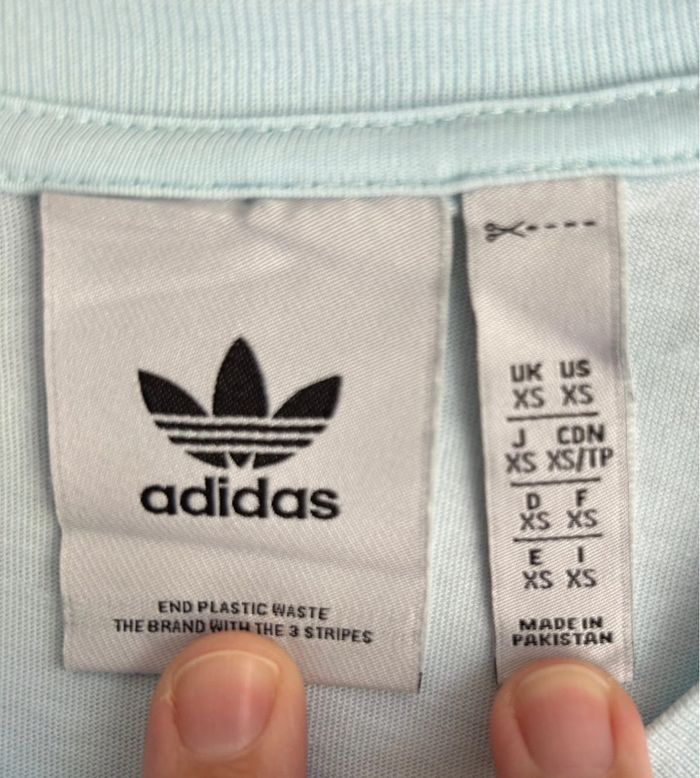 adidas
END PLASTIC WASTE
THE BRAND WITH THE 3 STRIPES
UK US
XS XS
J CDN
XS XS/TP
D F
XS XS
E I
XS XS
MADE IN
PAKISTAN